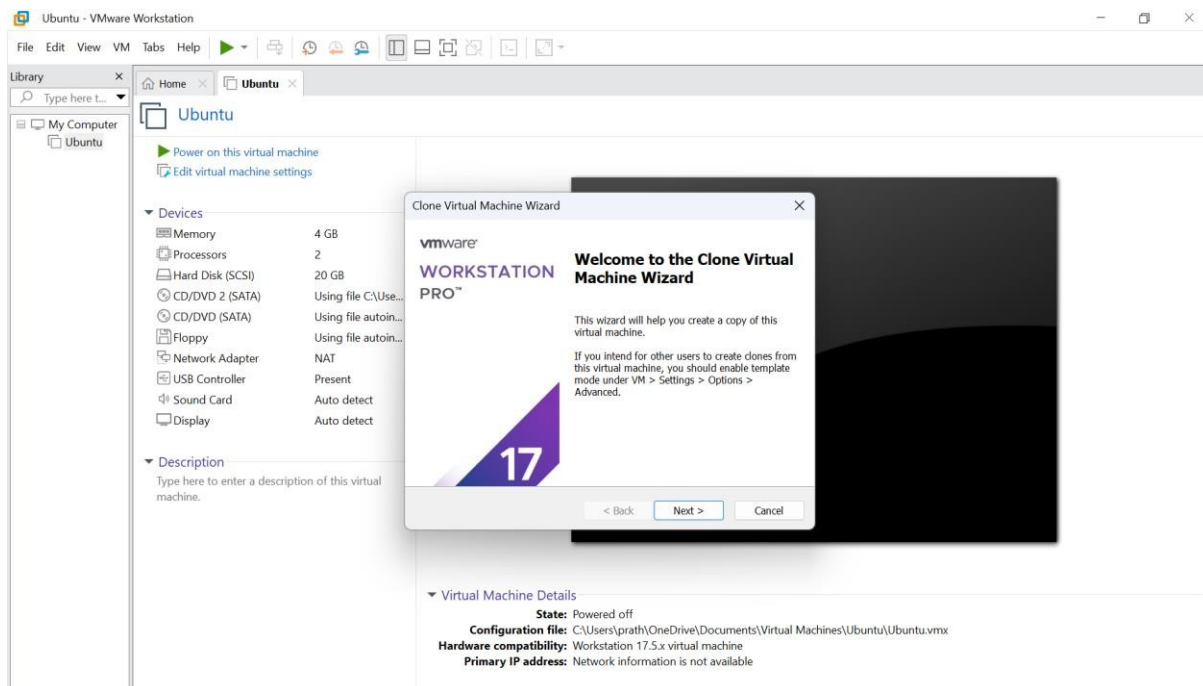 Ubuntu - VMware Workstation
File Edit View VM Tabs Help
Library
Type here t...
My Computer
Ubuntu
Home
Ubuntu
Ubuntu
Power on this virtual machine
Edit virtual machine settings
Devices
Memory 4 GB
Processors 2
Hard Disk (SCSI) 20 GB
CD/DVD 2 (SATA) Using file C:\Use...
CD/DVD (SATA) Using file autoin...
Floppy Using file autoin...
Network Adapter NAT
USB Controller Present
Sound Card Auto detect
Display Auto detect
Description
Type here to enter a description of this virtual
machine.
Clone Virtual Machine Wizard
vmware
WORKSTATION
PRO™
17
Welcome to the Clone Virtual
Machine Wizard
This wizard will help you create a copy of this
virtual machine.
If you intend for other users to create clones from
this virtual machine, you should enable template
mode under VM > Settings > Options >
Advanced.
< Back Next > Cancel
Virtual Machine Details
State: Powered off
Configuration file: C:\Users\prath\OneDrive\Documents\Virtual Machines\Ubuntu\Ubuntu.vmx
Hardware compatibility: Workstation 17.5.x virtual machine
Primary IP address: Network information is not available